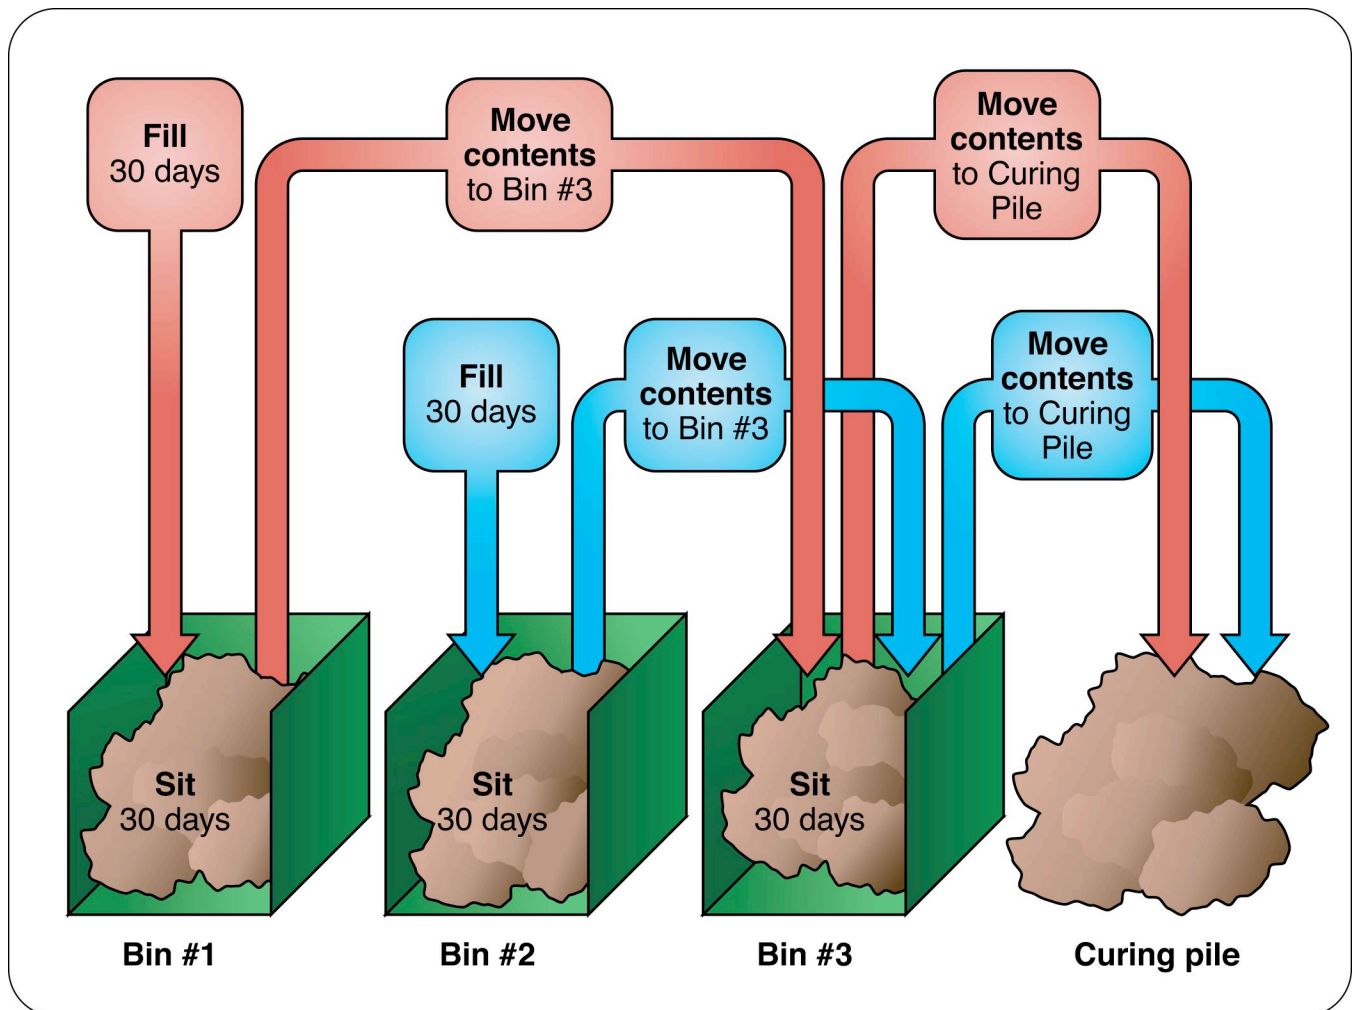 Fill
30 days
Move
contents
to Bin #3
Move
contents
to Curing
Pile
Fill
30 days
Move
contents
to Bin #3
Move
contents
to Curing
Pile
Sit
30 days
Sit
30 days
Sit
30 days
Bin #1
Bin #2
Bin #3
Curing pile